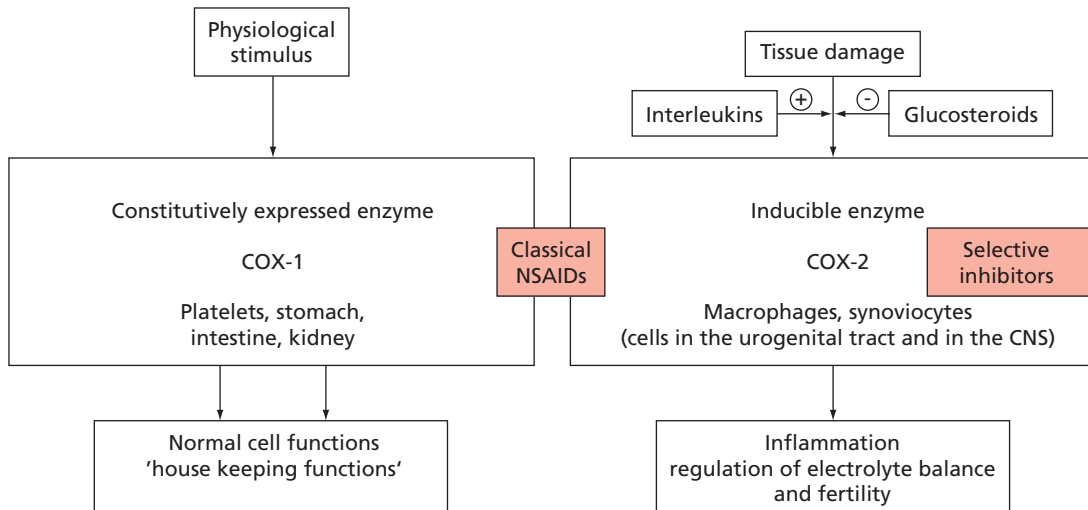 Physiological
stimulus
Constitutively expressed enzyme
COX-1
Platelets, stomach,
intestine, kidney
Normal cell functions
’house keeping functions‘
Classical
NSAIDs
Tissue damage
Interleukins
+
-
Glucosteroids
Inducible enzyme
COX-2
Selective
inhibitors
Macrophages, synoviocytes
(cells in the urogenital tract and in the CNS)
Inflammation
regulation of electrolyte balance
and fertility